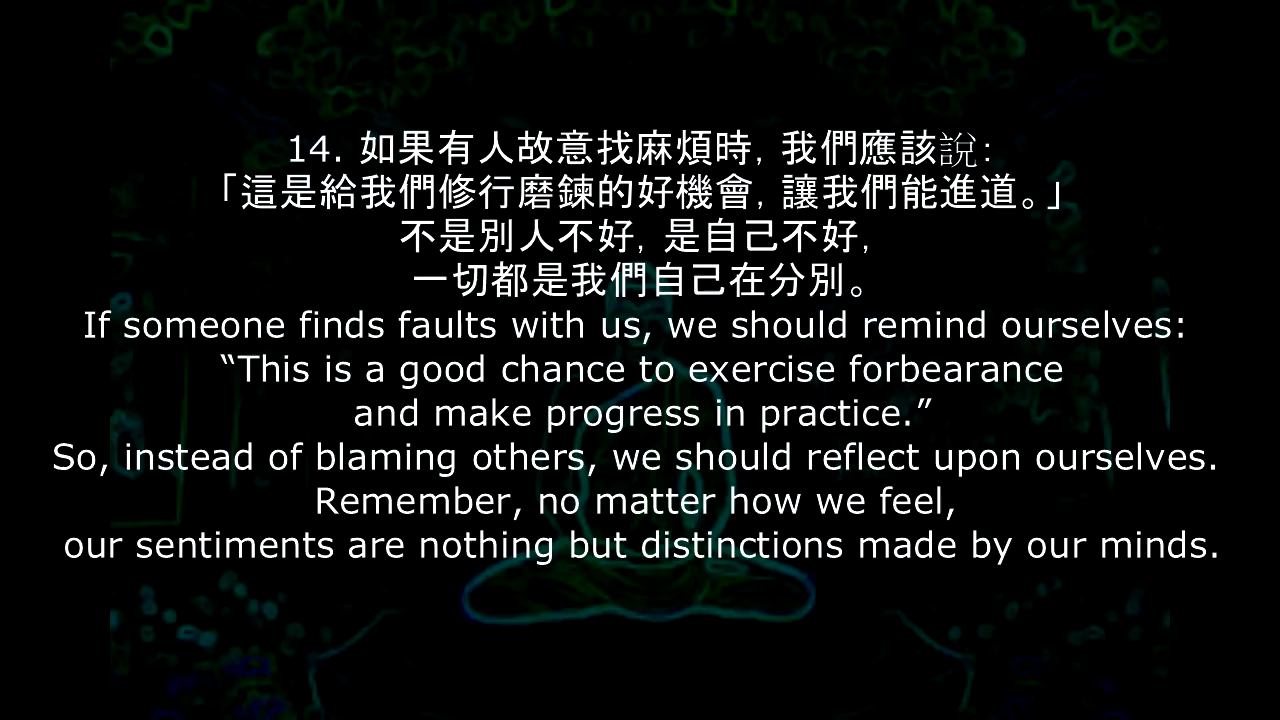 14. 如果有人故意找麻煩時，我們應該說：
「這是給我們修行磨鍊的好機會，讓我們能進道。」
不是別人不好，是自己不好，
一切都是我們自己在分別。
If someone finds faults with us, we should remind ourselves:
“This is a good chance to exercise forbearance
and make progress in practice.”
So, instead of blaming others, we should reflect upon ourselves.
Remember, no matter how we feel,
our sentiments are nothing but distinctions made by our minds.